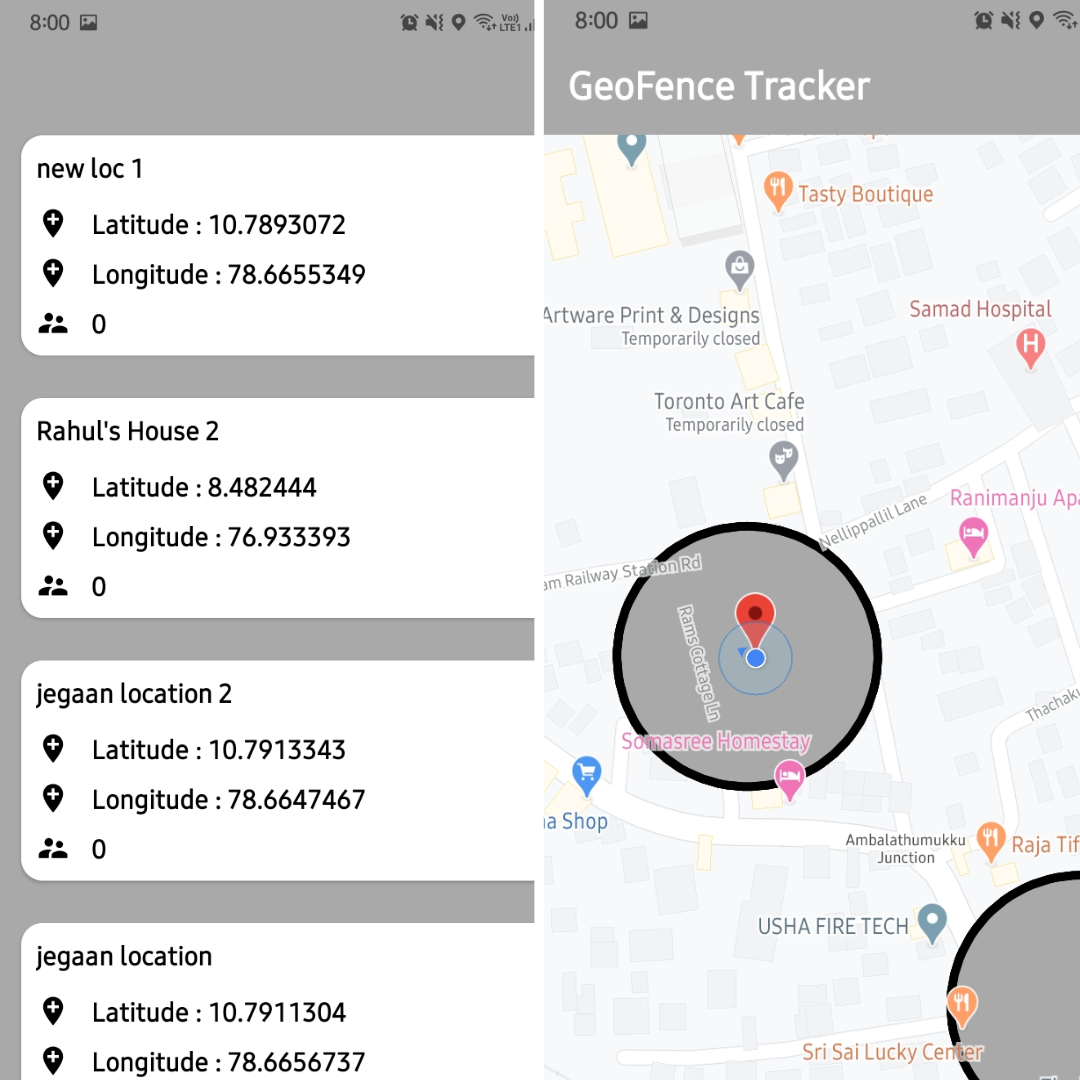 8:00
Vo)) LTE1
new loc 1
Latitude : 10.7893072
Longitude : 78.6655349
0
Rahul's House 2
Latitude : 8.482444
Longitude : 76.933393
0
jegaan location 2
Latitude : 10.7913343
Longitude : 78.6647467
0
jegaan location
Latitude : 10.7911304
Longitude : 78.6656737
8:00
GeoFence Tracker
Tasty Boutique
Artware Print & Designs
Temporarily closed
Samad Hospital
H
Toronto Art Cafe
Temporarily closed
Ranimanju Apa
Nellippallil Lane
am Railway Station Rd
Rams Cottage Ln
Thachaku
Somasree Homestay
na Shop
Ambalathumukku
Junction
Raja Tif
USHA FIRE TECH
Sri Sai Lucky Center